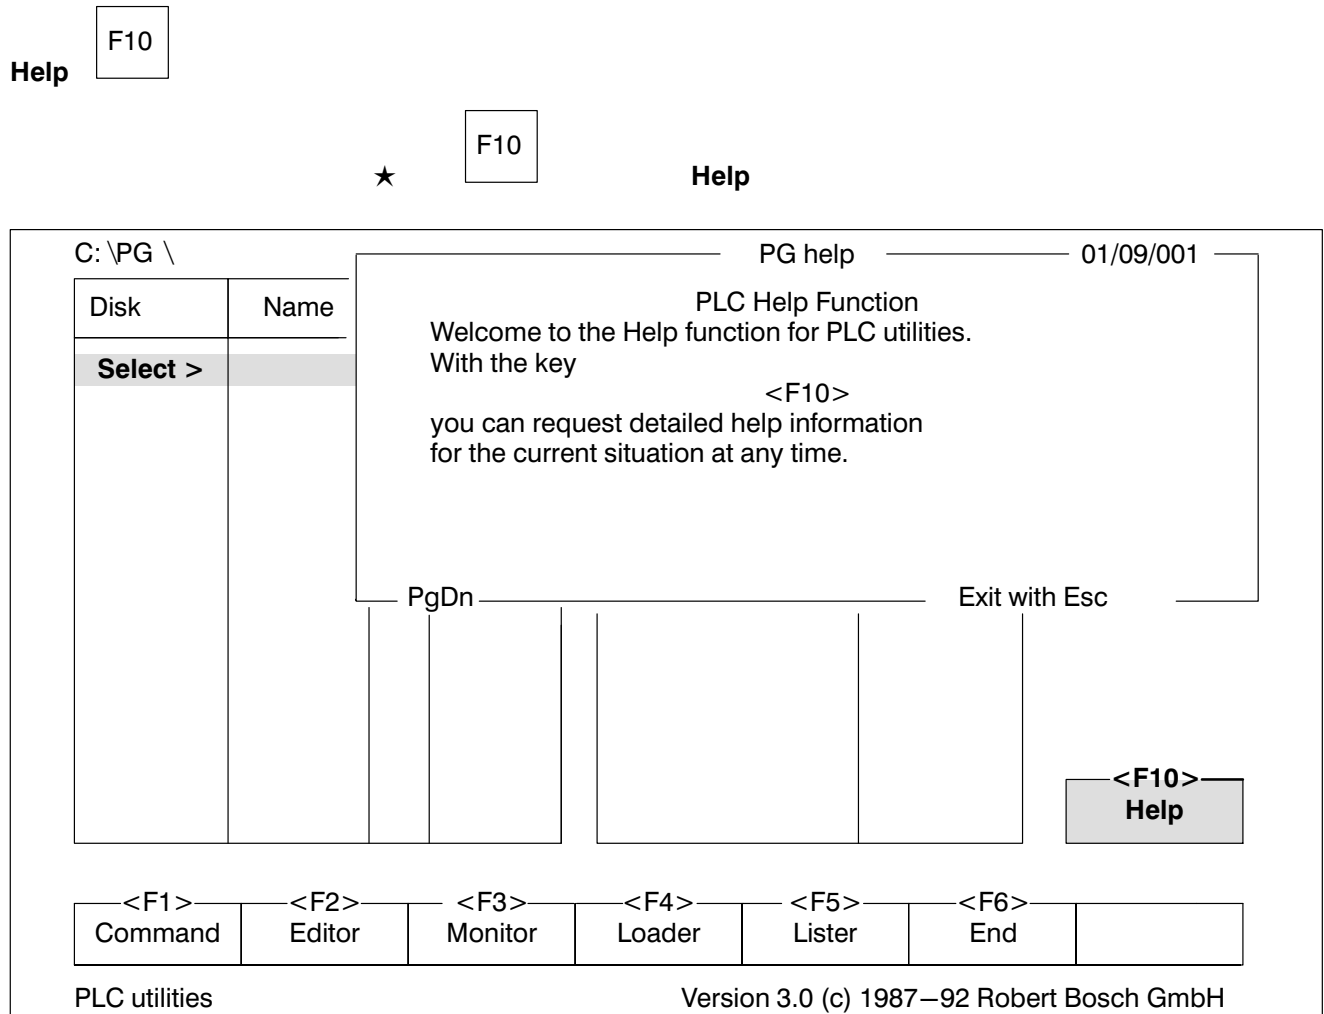 F10
Help
F10
★ Help
C: \PG \ PG help 01/09/001
Disk Name PLC Help Function
Welcome to the Help function for PLC utilities.
With the key
Select >
<F10>
you can request detailed help information
for the current situation at any time.
PgDn Exit with Esc
<F10>
Help
<F1> <F2> <F3> <F4> <F5> <F6>
Command Editor Monitor Loader Lister End
PLC utilities Version 3.0 (c) 1987–92 Robert Bosch GmbH